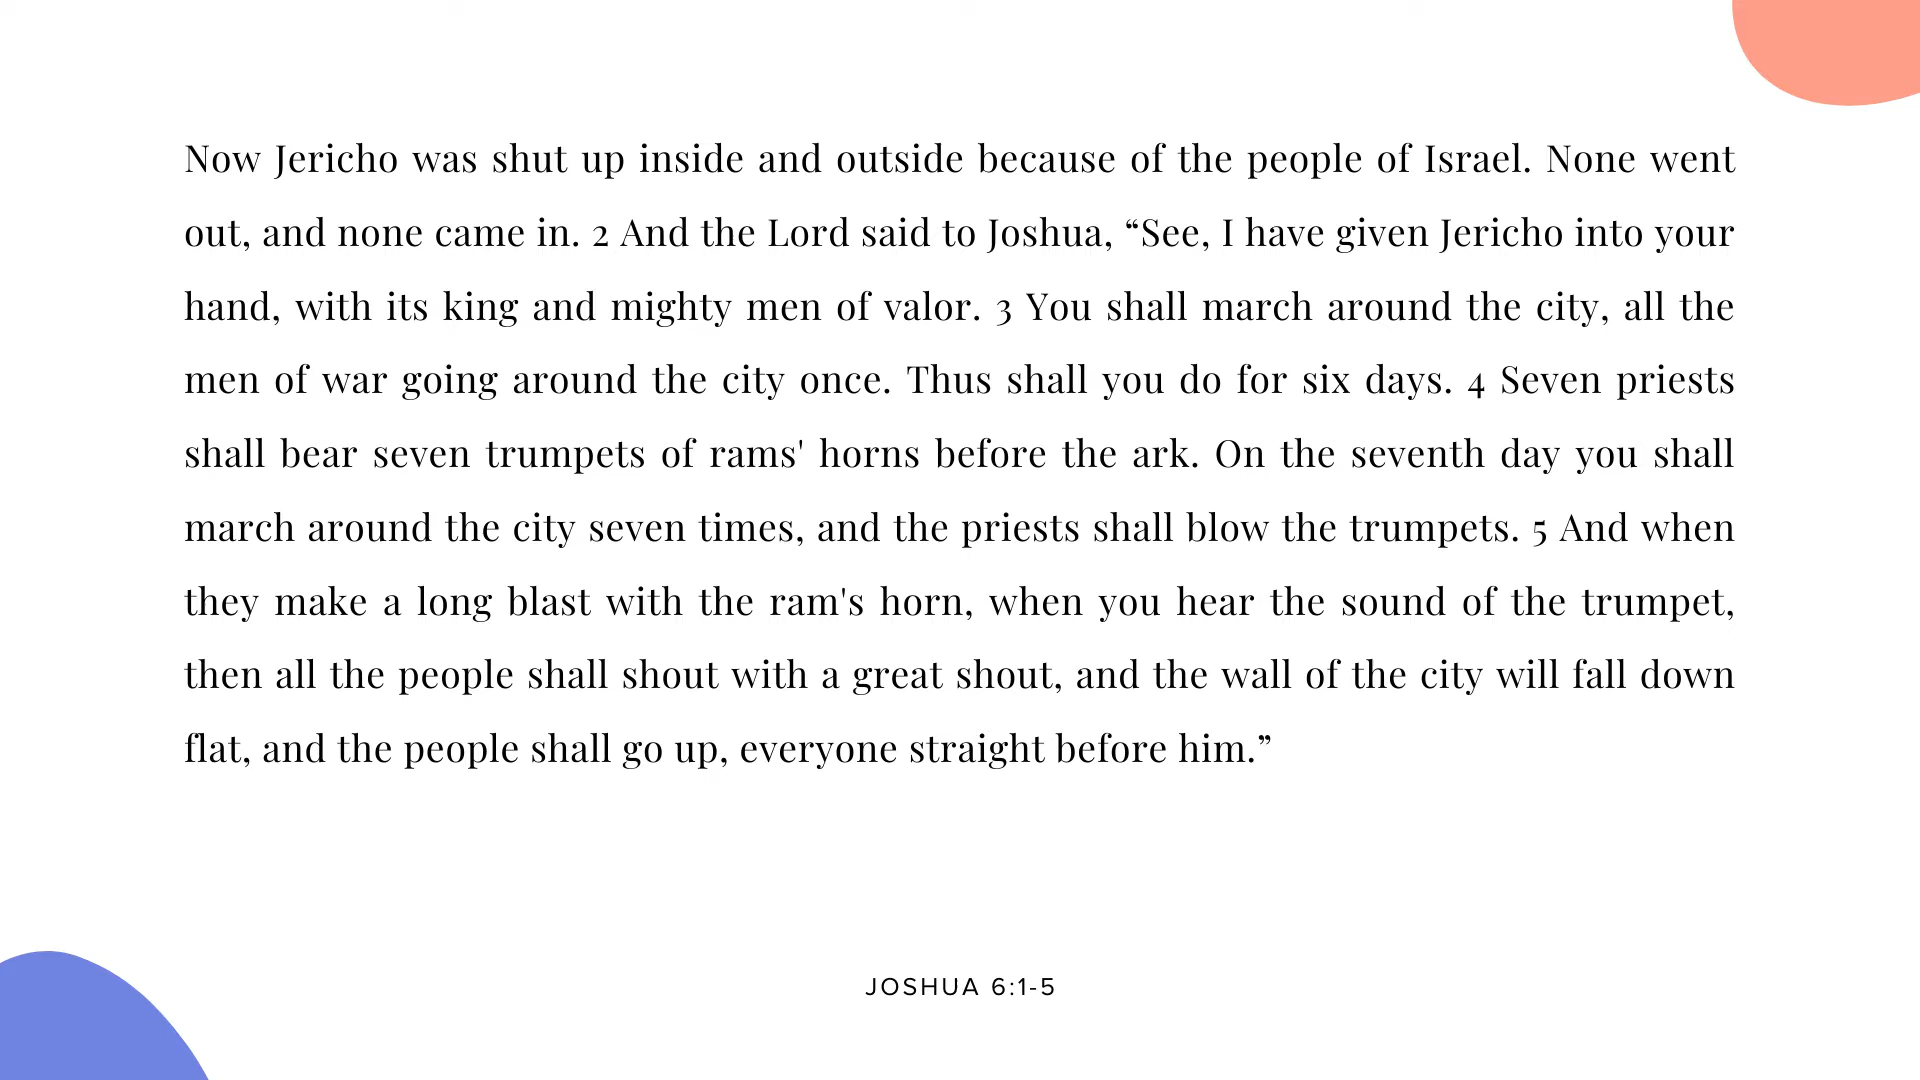 Now Jericho was shut up inside and outside because of the people of Israel. None went
out, and none came in. 2 And the Lord said to Joshua, “See, I have given Jericho into your
hand, with its king and mighty men of valor. 3 You shall march around the city, all the
men of war going around the city once. Thus shall you do for six days. 4 Seven priests
shall bear seven trumpets of rams' horns before the ark. On the seventh day you shall
march around the city seven times, and the priests shall blow the trumpets. 5 And when
they make a long blast with the ram's horn, when you hear the sound of the trumpet,
then all the people shall shout with a great shout, and the wall of the city will fall down
flat, and the people shall go up, everyone straight before him.”
JOSHUA 6:1-5